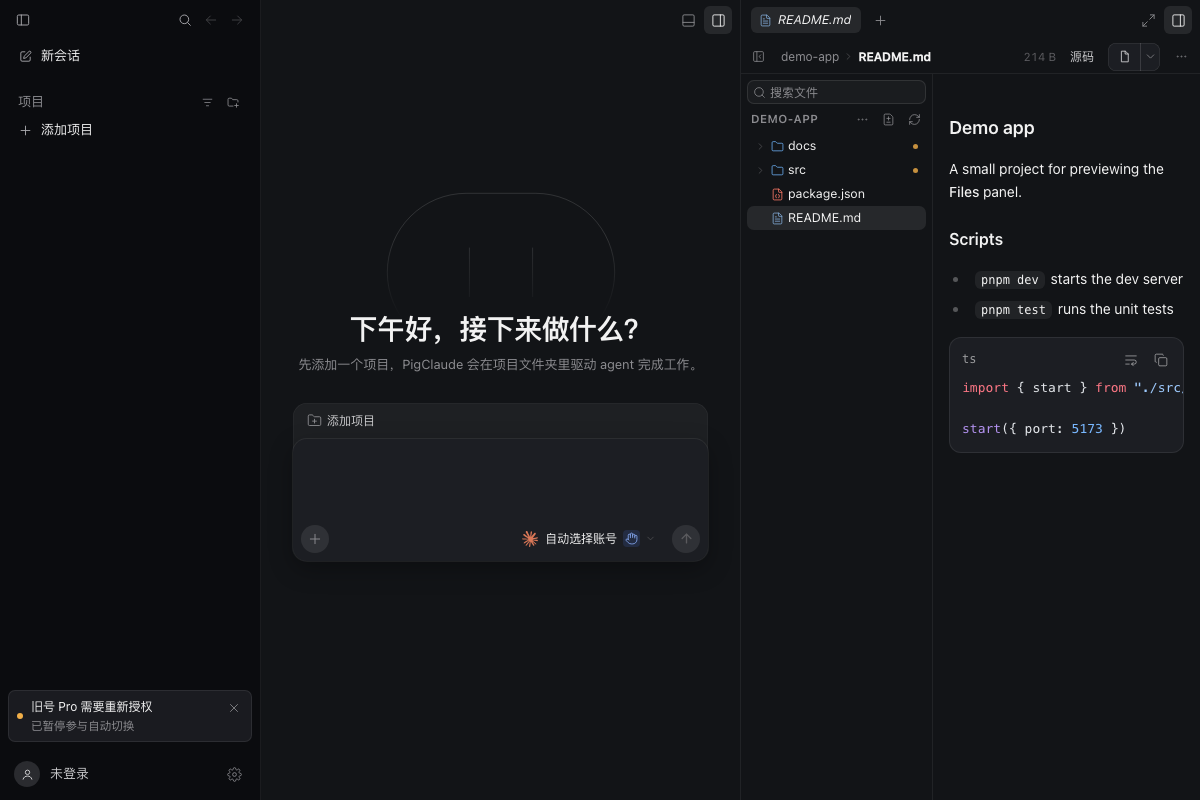 新会话
项目
添加项目
旧号 Pro 需要重新授权
已暂停参与自动切换
未登录
下午好，接下来做什么?
先添加一个项目，PigClaude 会在项目文件夹里驱动 agent 完成工作。
添加项目
自动选择账号
README.md
demo-app › README.md
214 B
源码
搜索文件
DEMO-APP
docs
src
package.json
README.md
Demo app
A small project for previewing the
Files panel.
Scripts
pnpm dev starts the dev server
pnpm test runs the unit tests
ts
import { start } from "./src/
start({ port: 5173 })